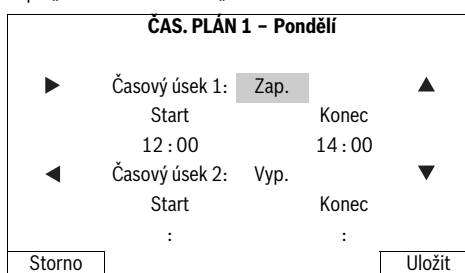 ČAS. PLÁN 1 – Pondělí
Časový úsek 1: Zap.
Start Konec
12 : 00 14 : 00
Časový úsek 2: Vyp.
Start Konec
: :
Storno Uložit